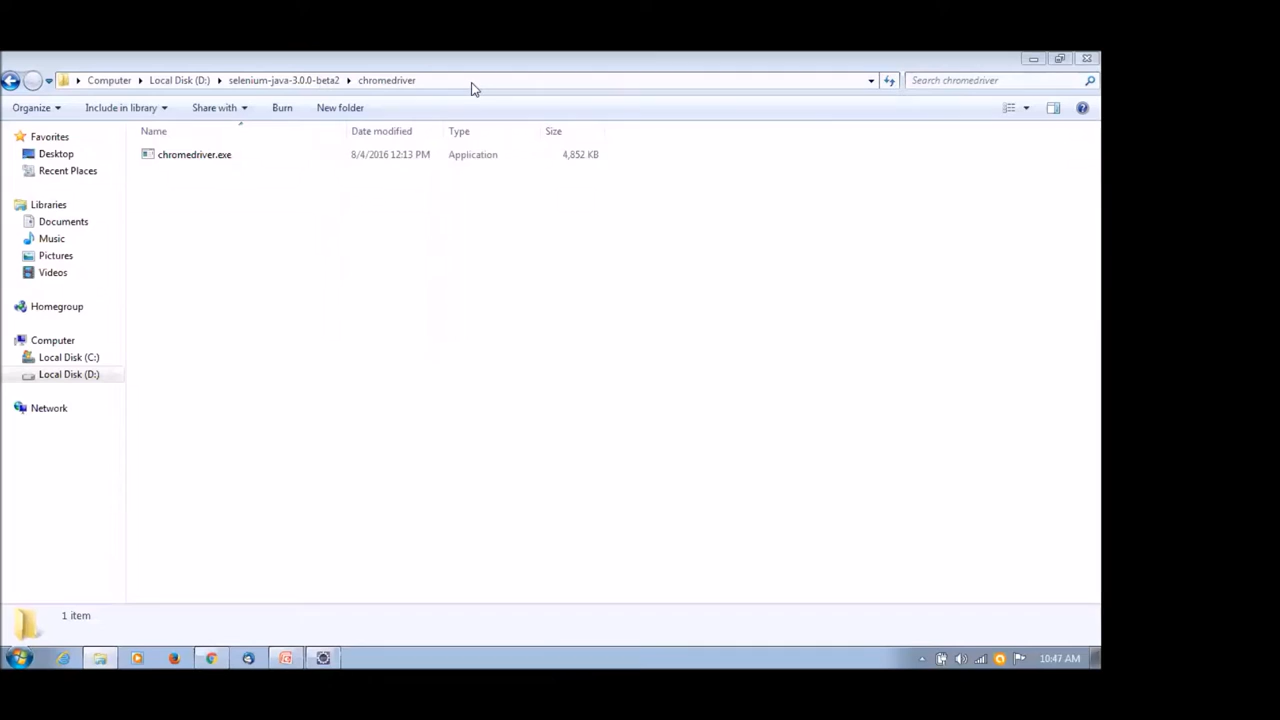 Computer Local Disk (D:) selenium-java-3.0.0-beta2 chromedriver Search chromedriver
Organize Include in library Share with Burn New folder
Name Date modified Type Size
chromedriver.exe 8/4/2016 12:13 PM Application 4,852 KB
Favorites
Desktop
Recent Places
Libraries
Documents
Music
Pictures
Videos
Homegroup
Computer
Local Disk (C:)
Local Disk (D:)
Network
1 item
10:47 AM